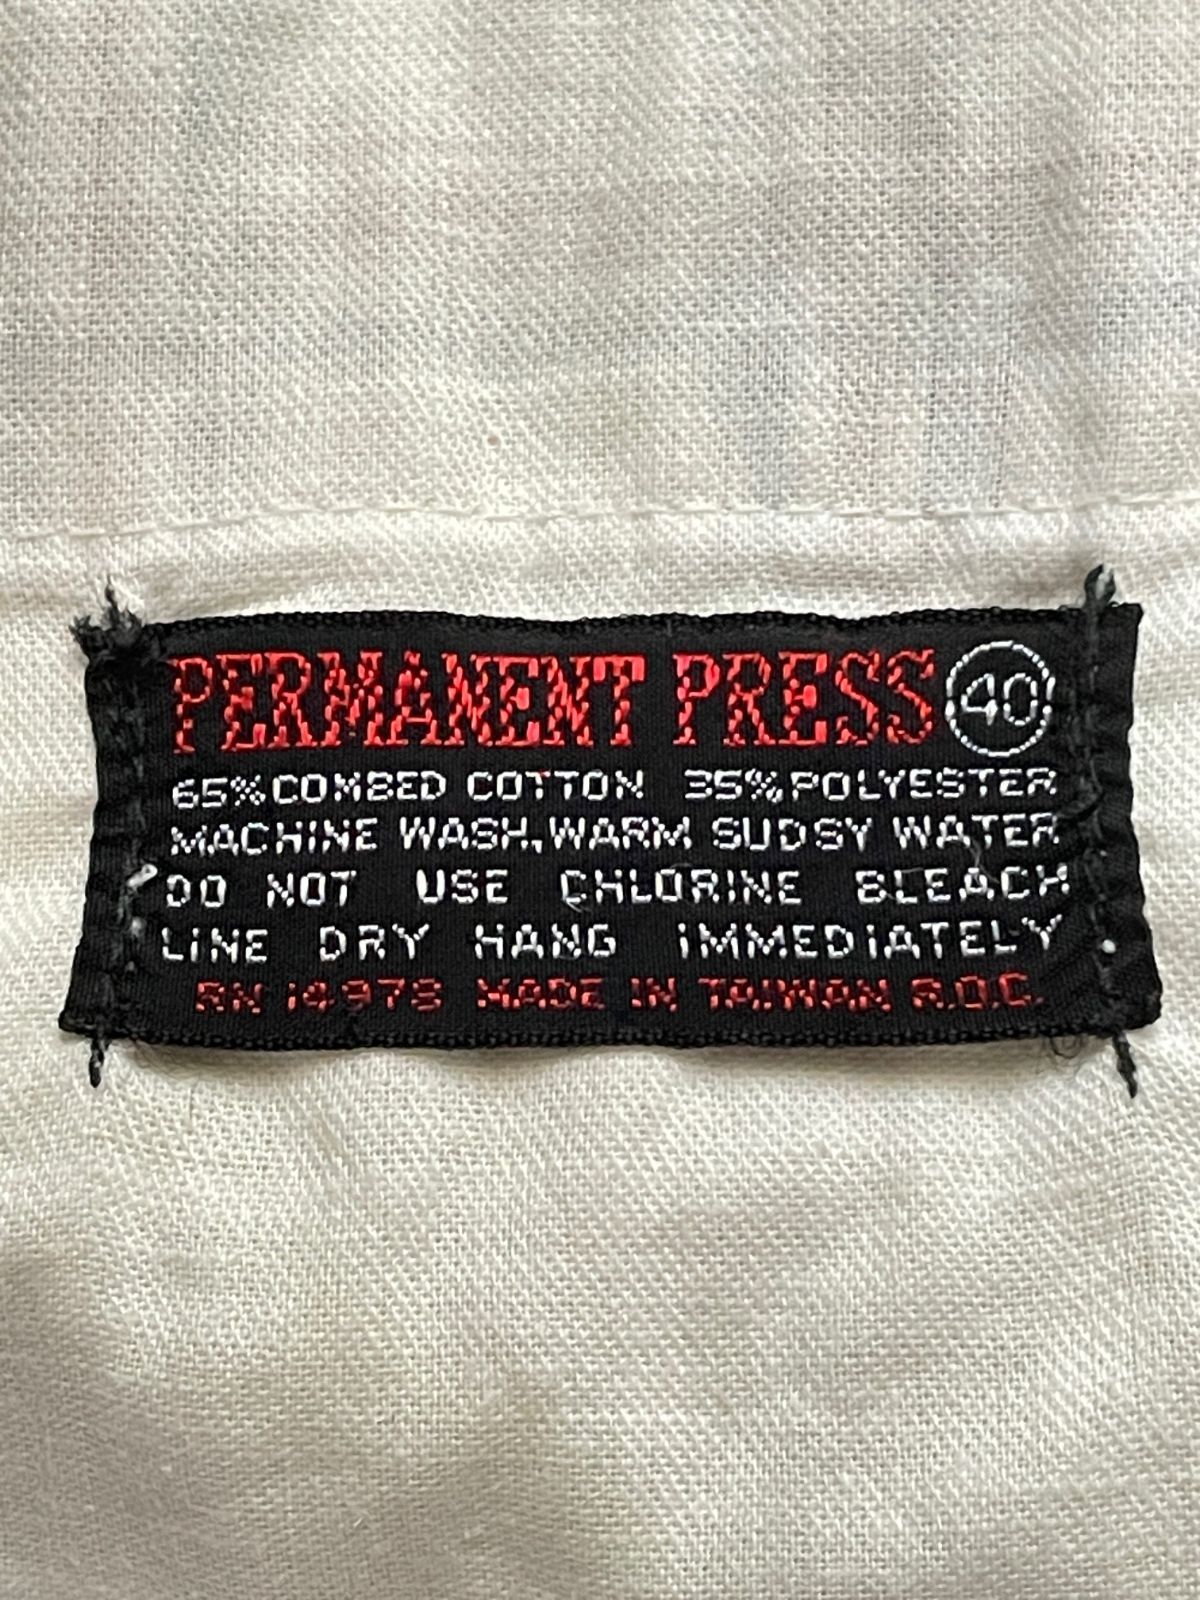 PERMANENT PRESS 40
65% COMBED COTTON 35% POLYESTER
MACHINE WASH, WARM SUDSY WATER
DO NOT USE CHLORINE BLEACH
LINE DRY HANG IMMEDIATELY
RN 14978 MADE IN TAIWAN R.O.C.